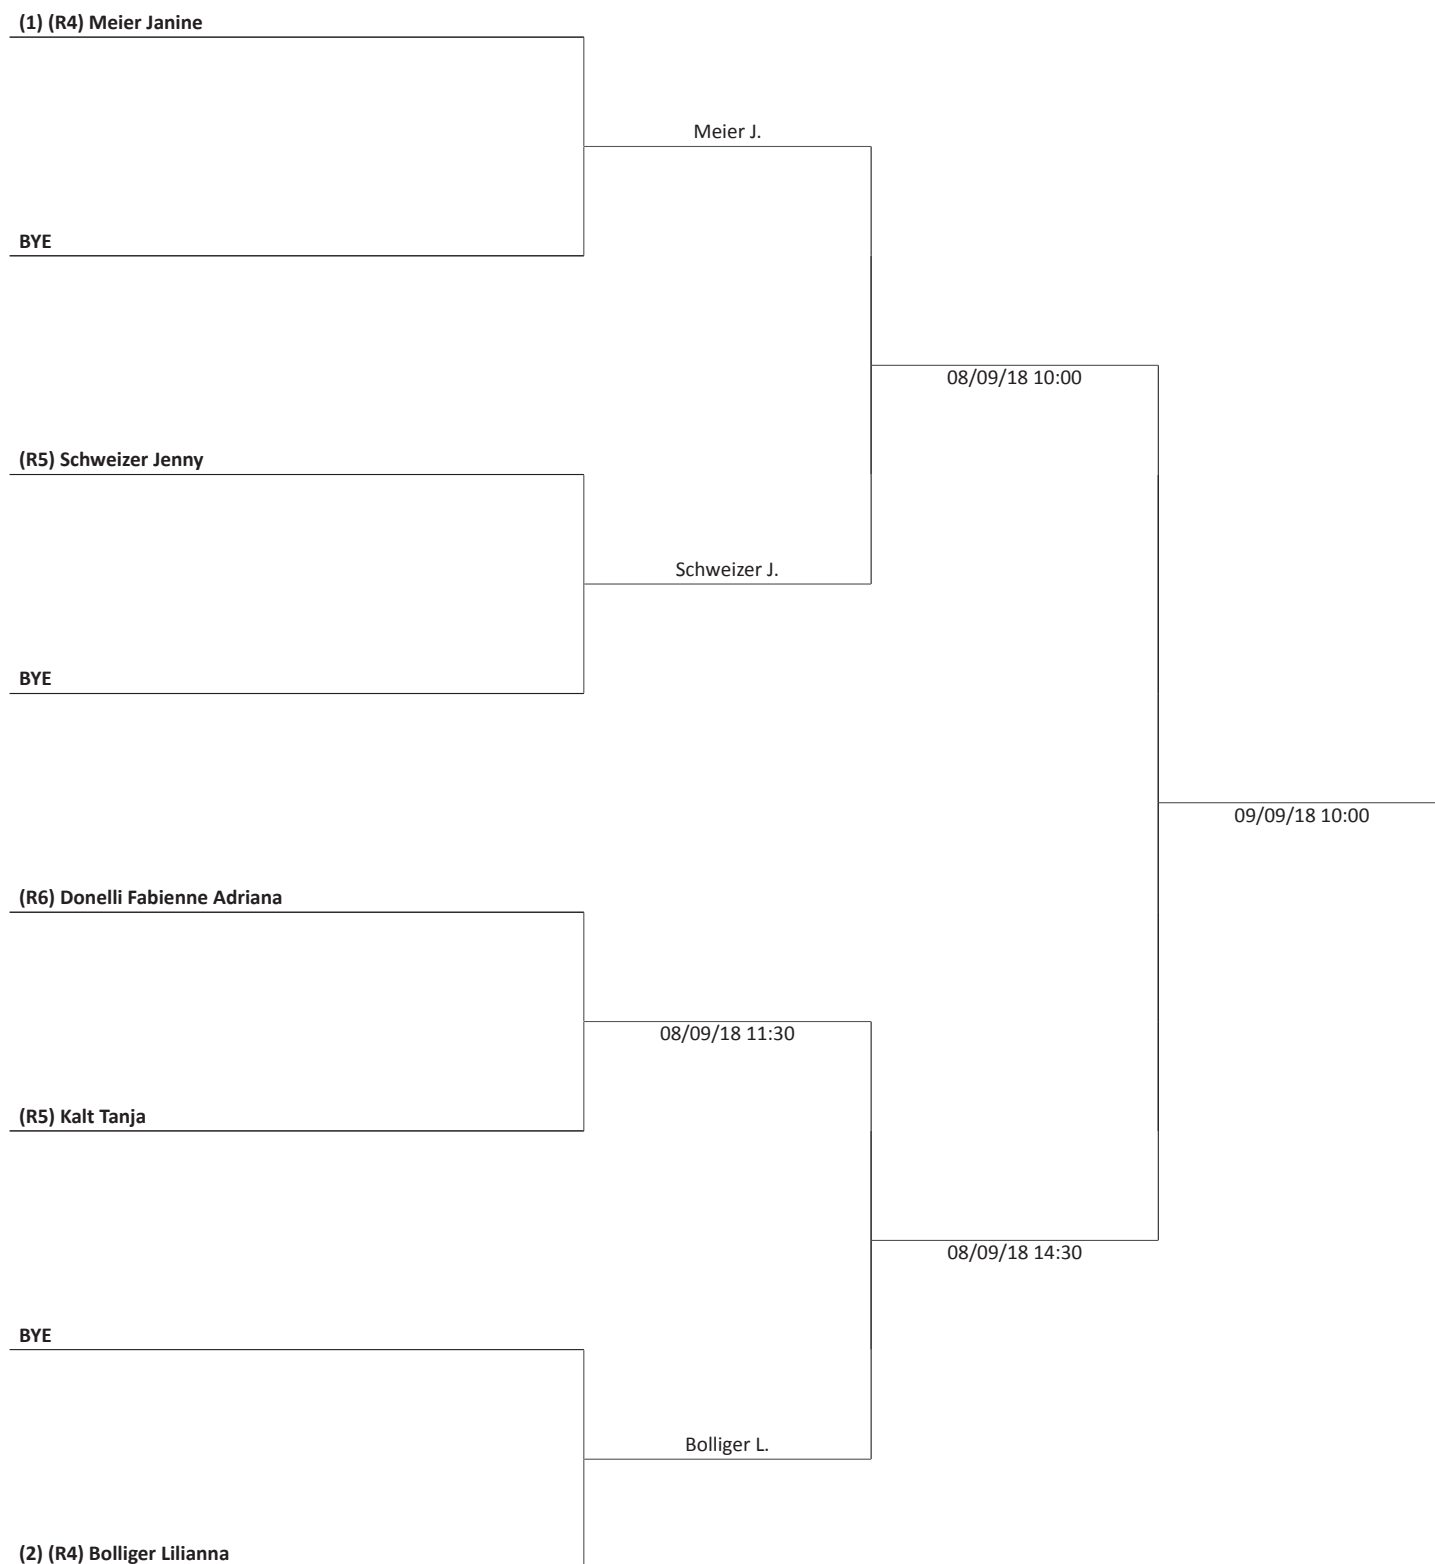 (1) (R4) Meier Janine
Meier J.
BYE
08/09/18 10:00
(R5) Schweizer Jenny
Schweizer J.
BYE
09/09/18 10:00
(R6) Donelli Fabienne Adriana
08/09/18 11:30
(R5) Kalt Tanja
08/09/18 14:30
BYE
Bolliger L.
(2) (R4) Bolliger Lilianna